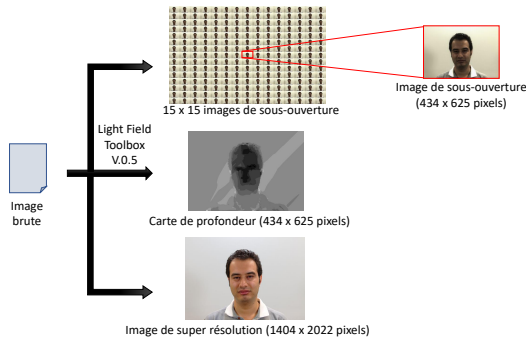 15 x 15 images de sous-ouverture
Image de sous-ouverture
(434 x 625 pixels)
Light Field
Toolbox
V.0.5
Image
brute
Carte de profondeur (434 x 625 pixels)
Image de super résolution (1404 x 2022 pixels)